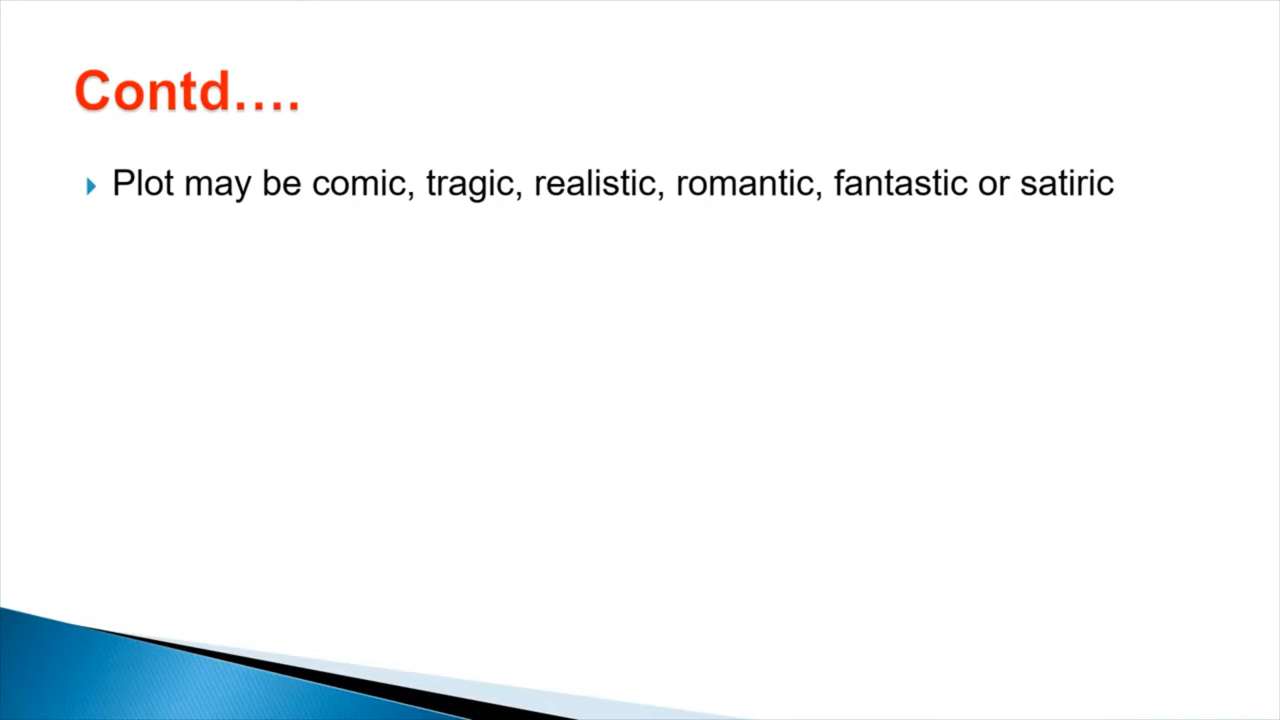 Contd....
Plot may be comic, tragic, realistic, romantic, fantastic or satiric